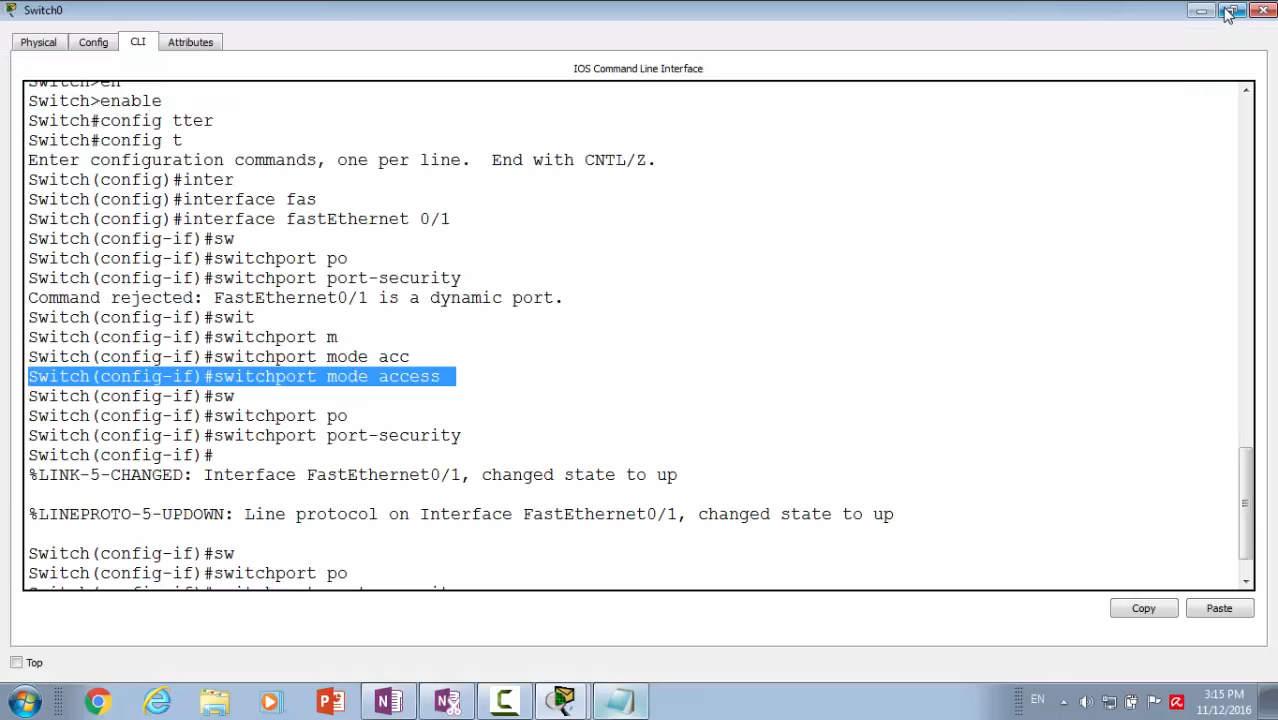 Switch0
Physical Config CLI Attributes
IOS Command Line Interface
Switch>en
Switch>enable
Switch#config tter
Switch#config t
Enter configuration commands, one per line.  End with CNTL/Z.
Switch(config)#inter
Switch(config)#interface fas
Switch(config)#interface fastEthernet 0/1
Switch(config-if)#sw
Switch(config-if)#switchport po
Switch(config-if)#switchport port-security
Command rejected: FastEthernet0/1 is a dynamic port.
Switch(config-if)#swit
Switch(config-if)#switchport m
Switch(config-if)#switchport mode acc
Switch(config-if)#switchport mode access
Switch(config-if)#sw
Switch(config-if)#switchport po
Switch(config-if)#switchport port-security
Switch(config-if)#
%LINK-5-CHANGED: Interface FastEthernet0/1, changed state to up
%LINEPROTO-5-UPDOWN: Line protocol on Interface FastEthernet0/1, changed state to up
Switch(config-if)#sw
Switch(config-if)#switchport po
Copy Paste
Top
EN
3:15 PM
11/12/2016